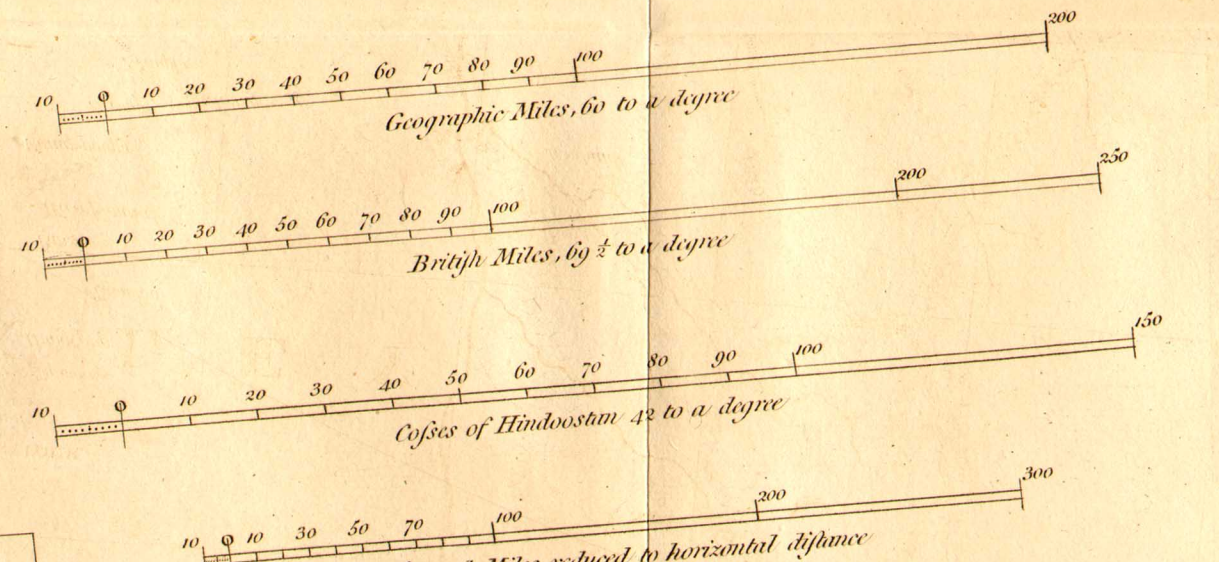 10 0 10 20 30 40 50 60 70 80 90 100 200
Geographic Miles, 60 to a degree
10 0 10 20 30 40 50 60 70 80 90 100 200 250
Britiſh Miles, 69 ½ to a degree
10 0 10 20 30 40 50 60 70 80 90 100 150
Coſses of Hindoostan 42 to a degree
10 0 10 30 50 70 100 200 300
Miles reduced to horizontal diſtance